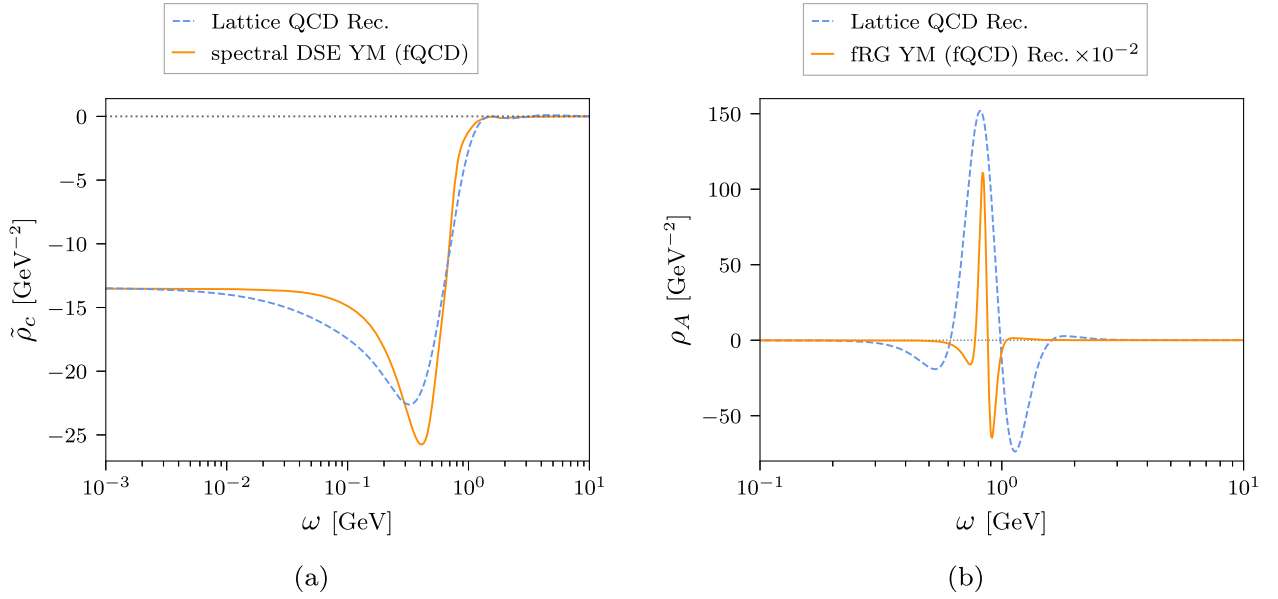 Lattice QCD Rec.
spectral DSE YM (fQCD)
0
−5
−10
−15
−20
−25
ρ̃_c [GeV⁻²]
10⁻³
10⁻²
10⁻¹
10⁰
10¹
ω [GeV]
(a)
Lattice QCD Rec.
fRG YM (fQCD) Rec. ×10⁻²
150
100
50
0
−50
ρ_A [GeV⁻²]
10⁻¹
10⁰
10¹
ω [GeV]
(b)